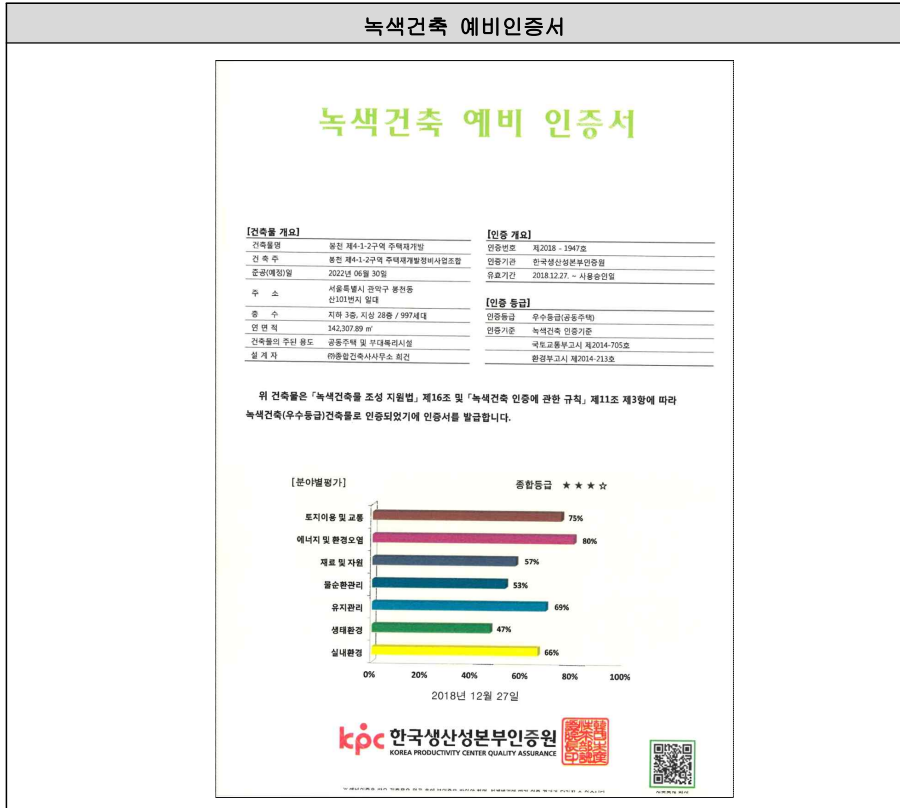 녹색건축 예비인증서
녹색건축 예비 인증서
[건축물 개요]
건축물명 봉천 제4-1-2구역 주택재개발
건 축 주 봉천 제4-1-2구역 주택재개발정비사업조합
준공(예정)일 2022년 06월 30일
주 소 서울특별시 관악구 봉천동
산101번지 일대
층 수 지하 3층, 지상 28층 / 997세대
연 면 적 142,307.89 ㎡
건축물의 주된 용도 공동주택 및 부대복리시설
설 계 자 ㈜종합건축사사무소 희건
[인증 개요]
인증번호 제2018 - 1947호
인증기관 한국생산성본부인증원
유효기간 2018.12.27. ~ 사용승인일
[인증 등급]
인증등급 우수등급(공동주택)
인증기준 녹색건축 인증기준
국토교통부고시 제2014-705호
환경부고시 제2014-213호
위 건축물은 「녹색건축물 조성 지원법」 제16조 및 「녹색건축 인증에 관한 규칙」 제11조 제3항에 따라
녹색건축(우수등급)건축물로 인증되었기에 인증서를 발급합니다.
[분야별평가]
종합등급 ★★★☆
토지이용 및 교통 75%
에너지 및 환경오염 80%
재료 및 자원 57%
물순환관리 53%
유지관리 69%
생태환경 47%
실내환경 66%
0% 20% 40% 60% 80% 100%
2018년 12월 27일
kpc 한국생산성본부인증원
KOREA PRODUCTIVITY CENTER QUALITY ASSURANCE